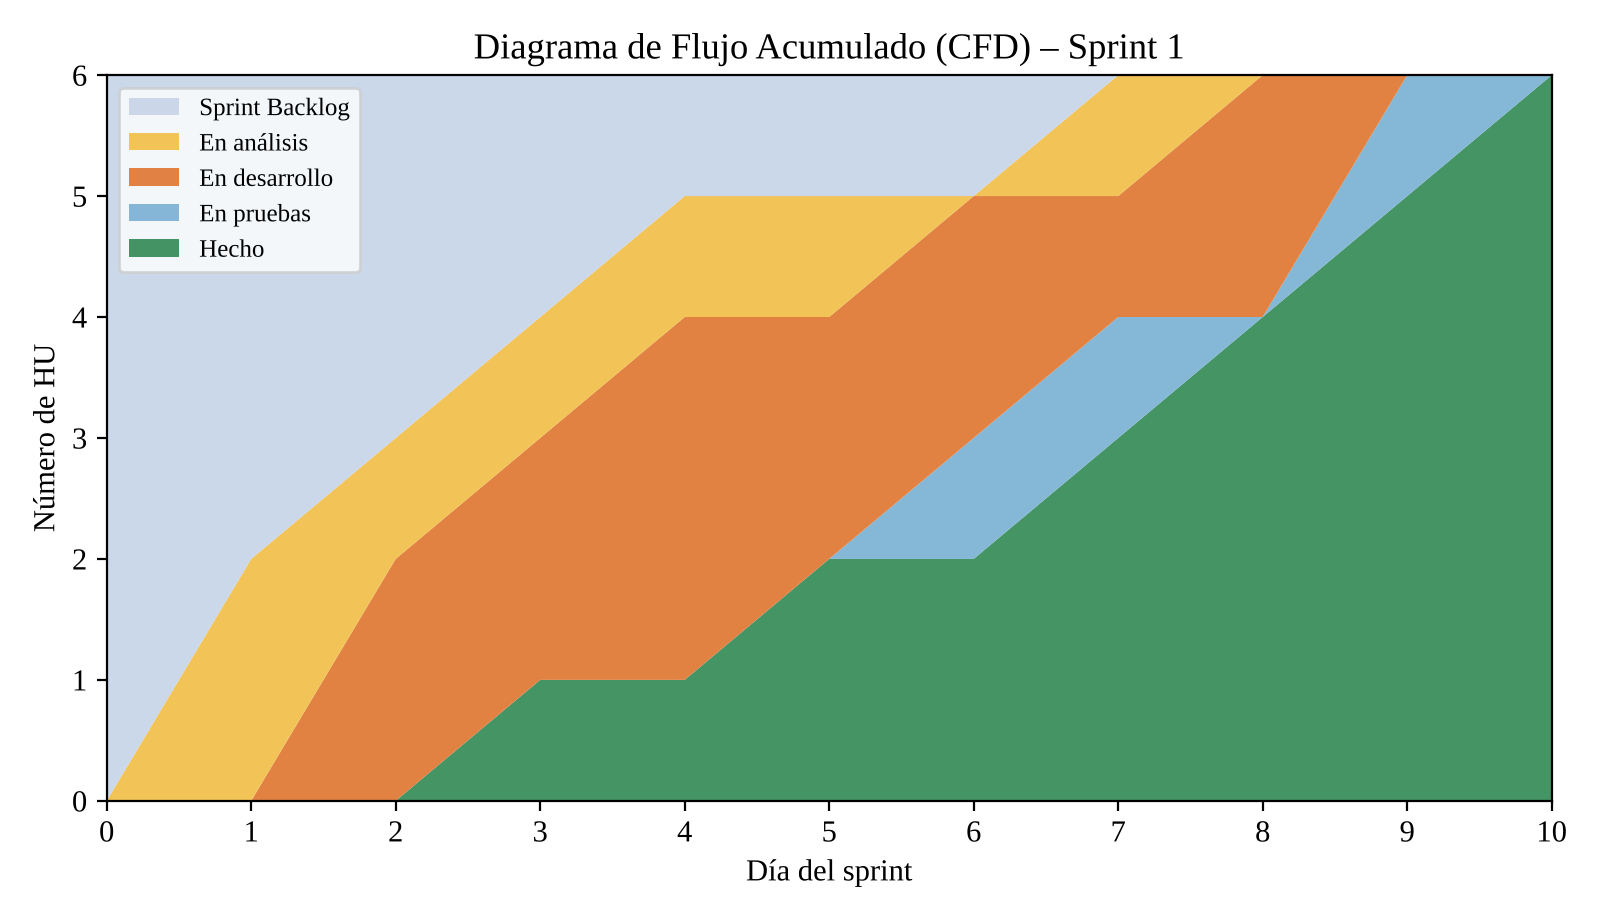 Diagrama de Flujo Acumulado (CFD) – Sprint 1
6
5
4
3
2
1
0
Número de HU
Sprint Backlog
En análisis
En desarrollo
En pruebas
Hecho
0 1 2 3 4 5 6 7 8 9 10
Día del sprint